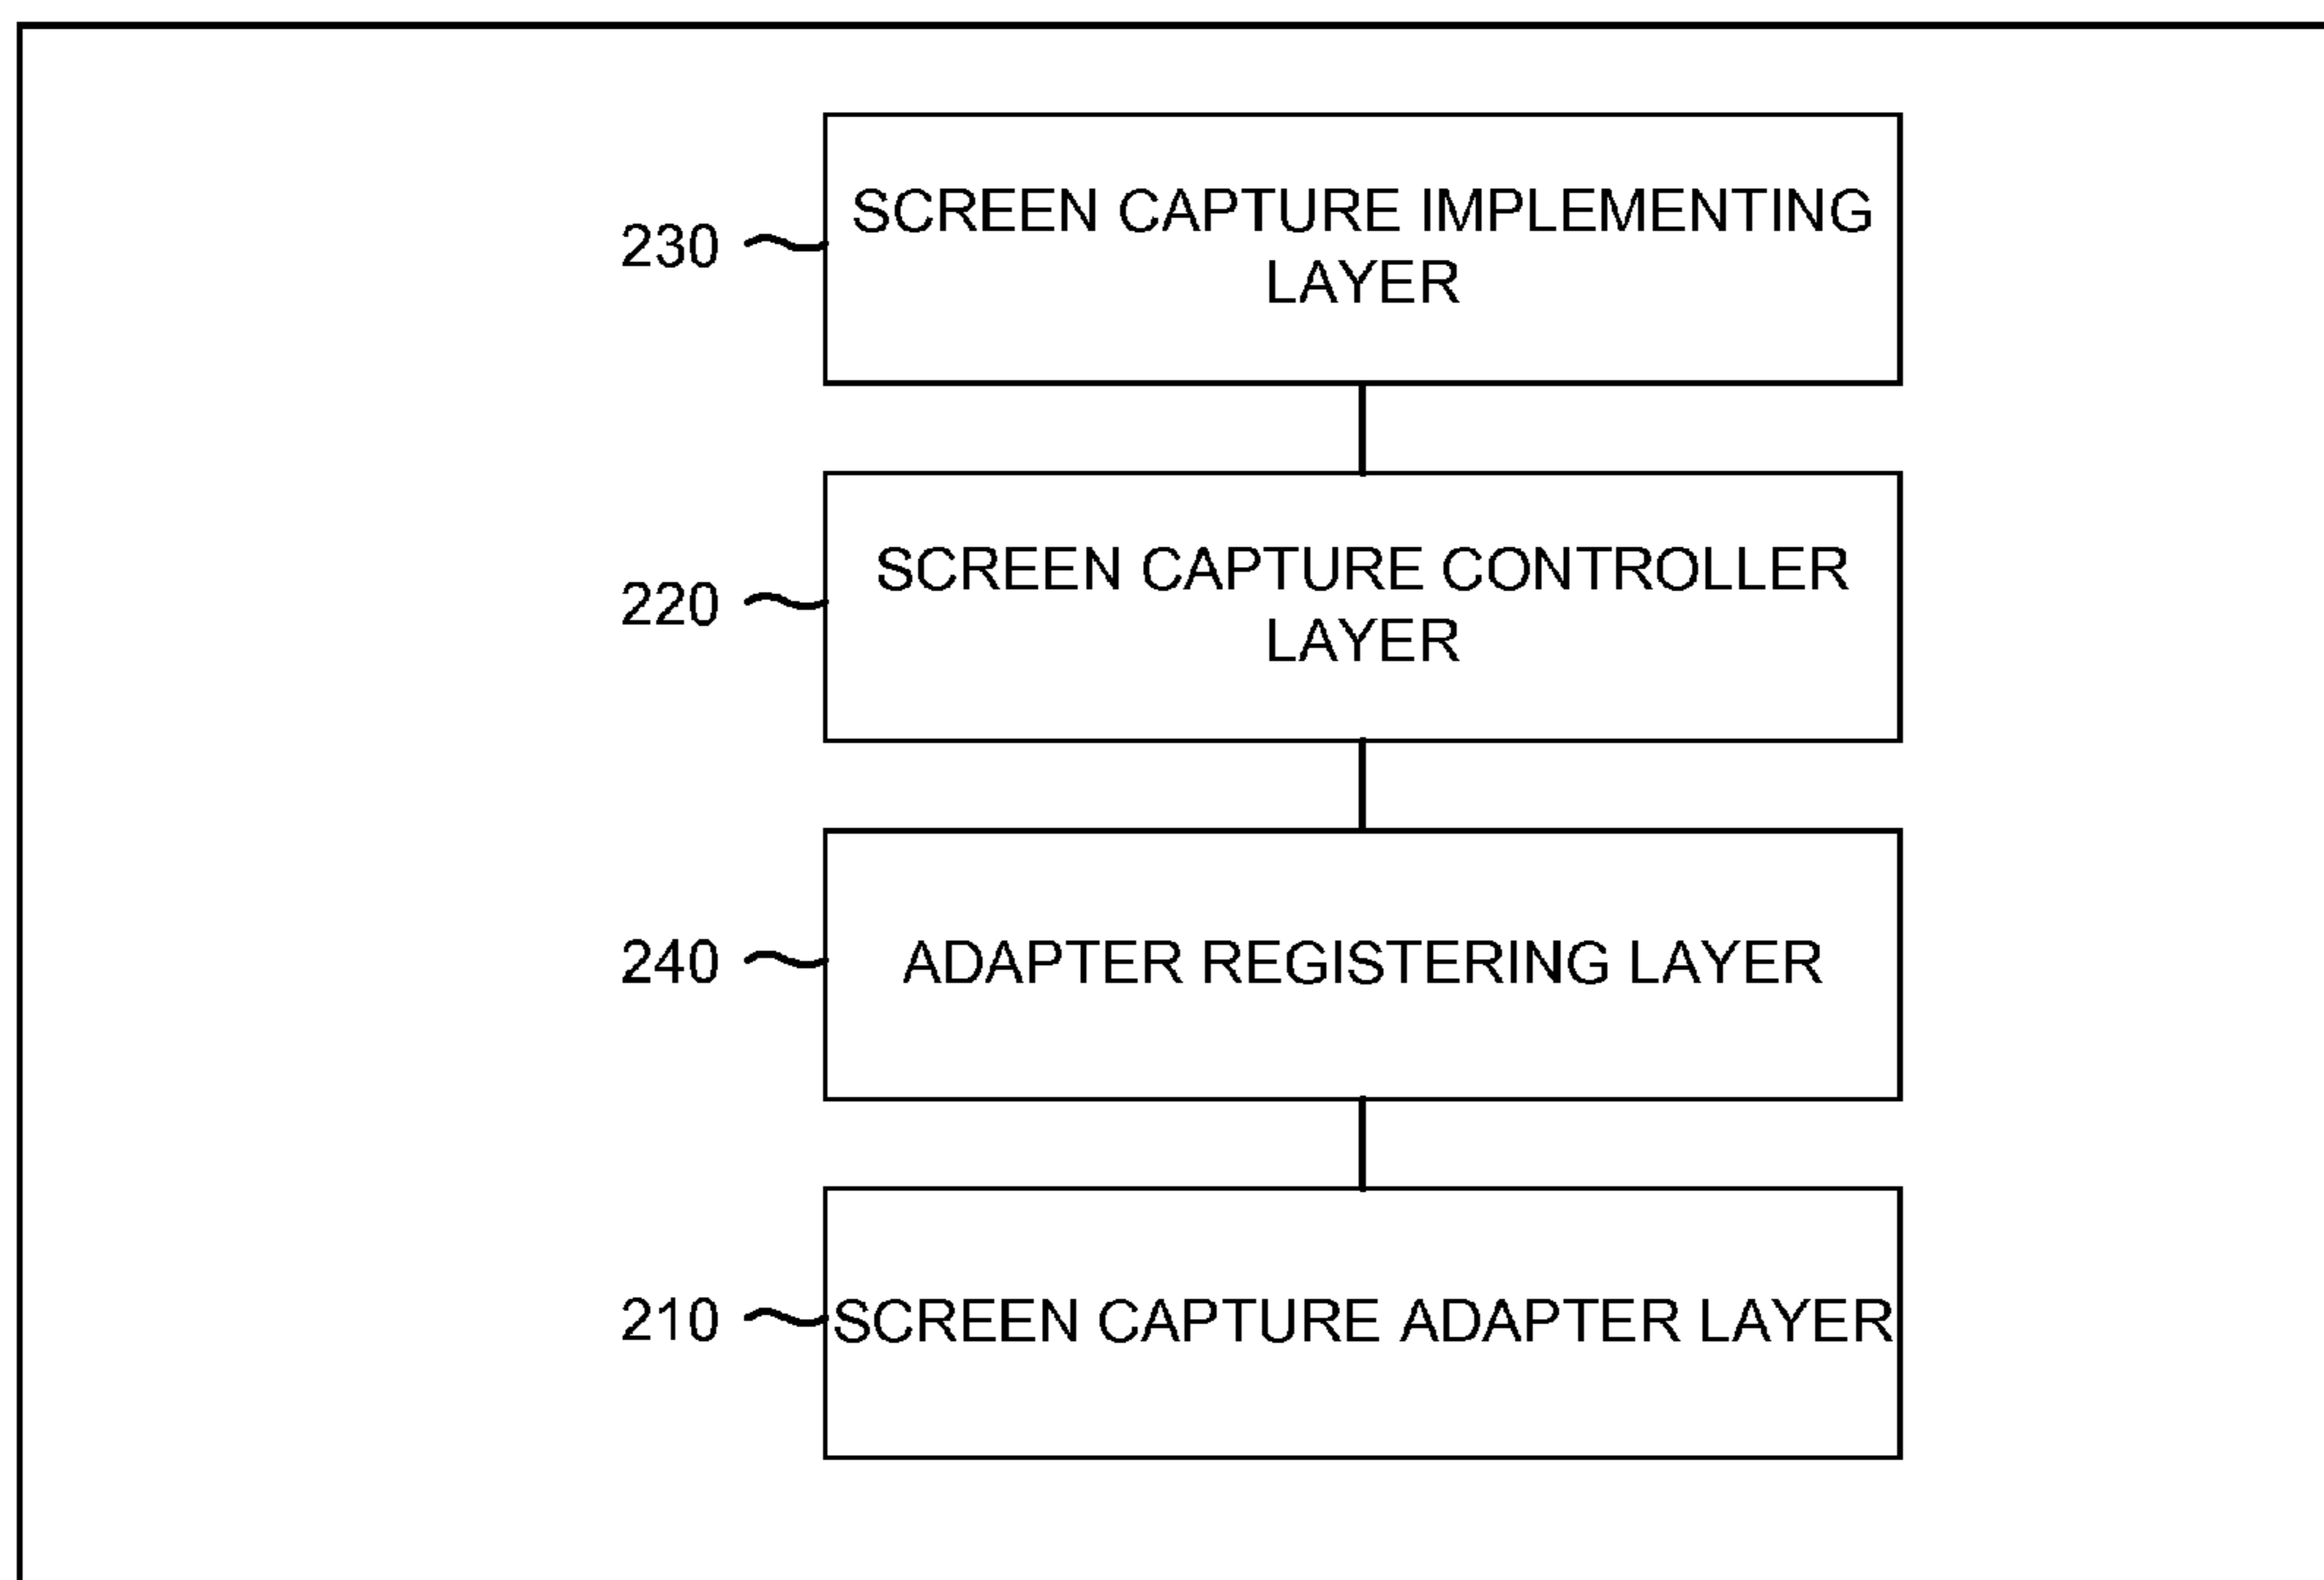 SCREEN CAPTURE IMPLEMENTING
LAYER
230
SCREEN CAPTURE CONTROLLER
LAYER
220
240
ADAPTER REGISTERING LAYER
210
SCREEN CAPTURE ADAPTER LAYER